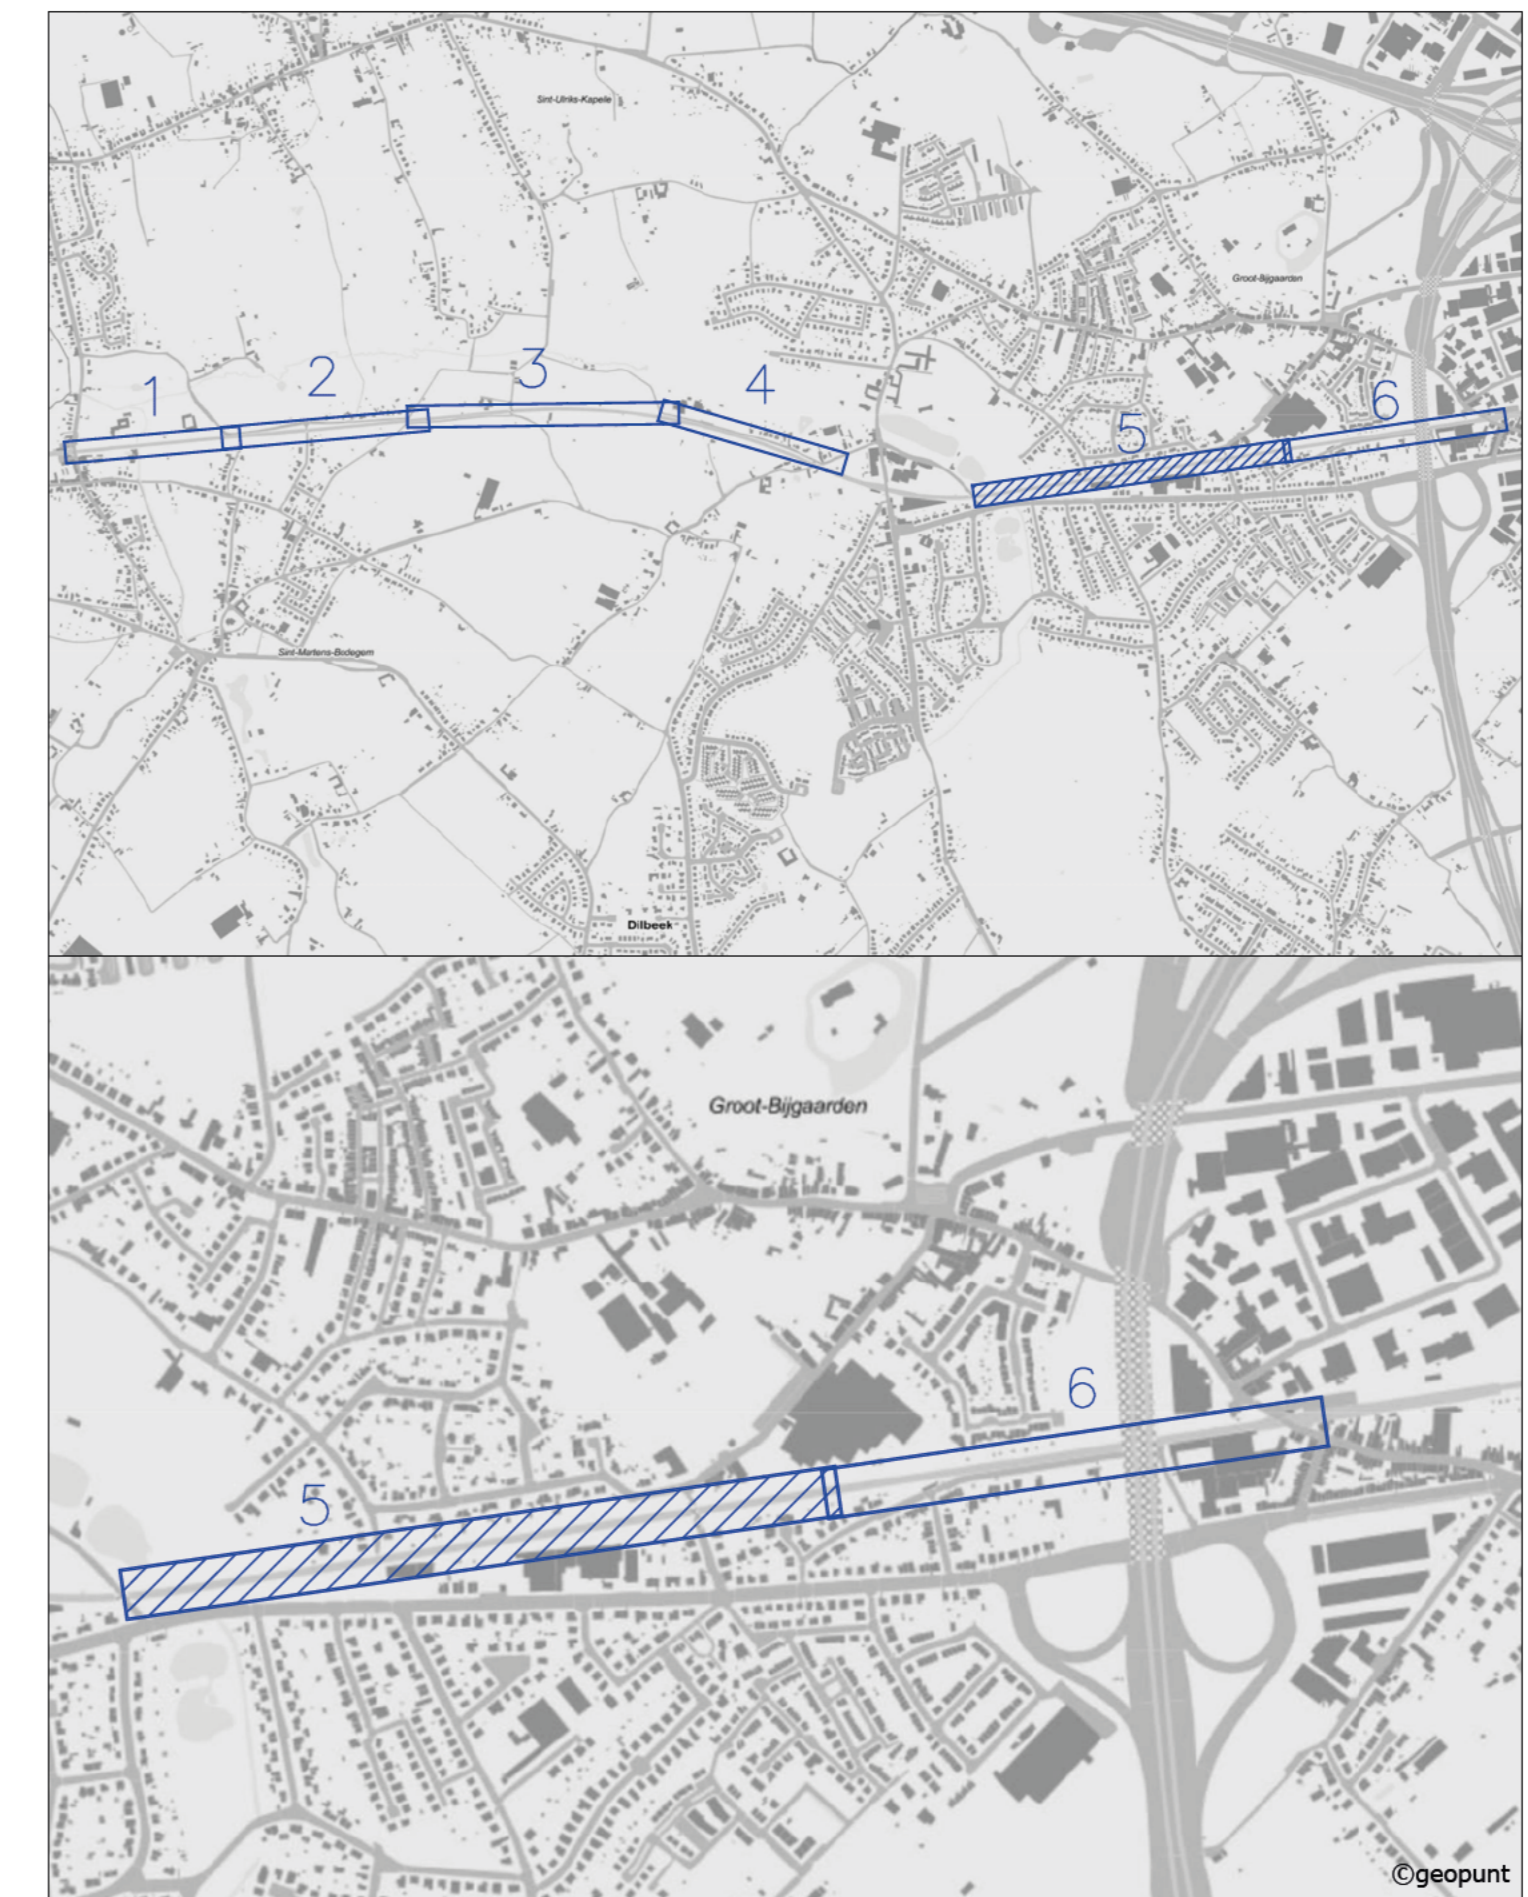 Sint-Ulriks-Kapelle
Groot-Bijgaarden
1
2
3
4
5
6
Sint-Martens-Bodegem
Dilbeek
Groot-Bijgaarden
6
5
©geopunt